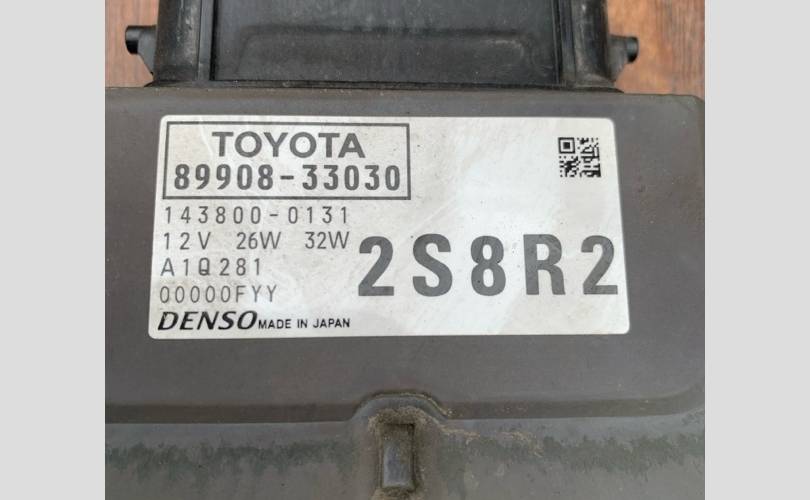 TOYOTA
89908-33030
143800-0131
12V 26W 32W
A1Q281
00000FYY
2S8R2
DENSO MADE IN JAPAN